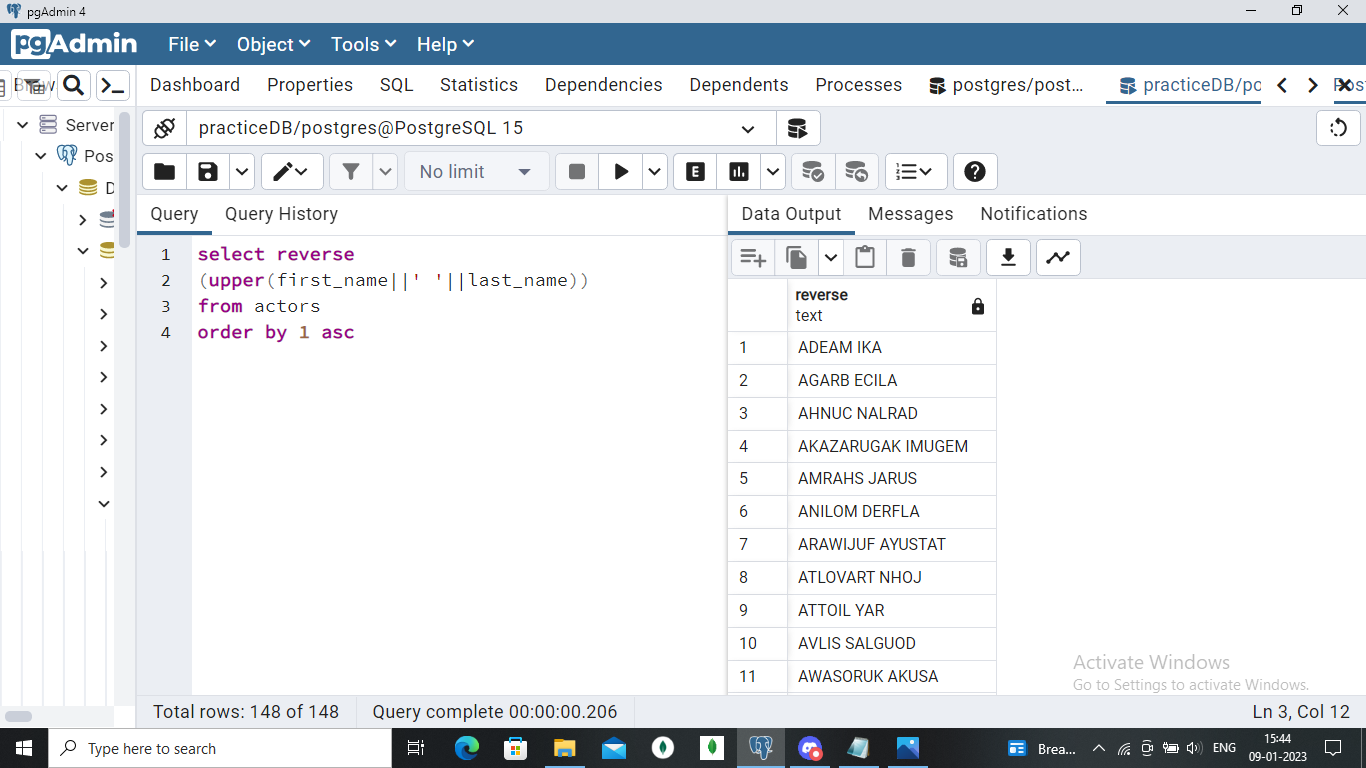 pgAdmin 4
pgAdmin
File Object Tools Help
Dashboard Properties SQL Statistics Dependencies Dependents Processes postgres/post... practiceDB/po
Server
Pos
D
practiceDB/postgres@PostgreSQL 15
No limit
E
Query Query History
1 select reverse
2 (upper(first_name||' '||last_name))
3 from actors
4 order by 1 asc
Data Output Messages Notifications
reverse
text
1 ADEAM IKA
2 AGARB ECILA
3 AHNUC NALRAD
4 AKAZARUGAK IMUGEM
5 AMRAHS JARUS
6 ANILOM DERFLA
7 ARAWIJUF AYUSTAT
8 ATLOVART NHOJ
9 ATTOIL YAR
10 AVLIS SALGUOD
11 AWASORUK AKUSA
Activate Windows
Go to Settings to activate Windows.
Total rows: 148 of 148 Query complete 00:00:00.206 Ln 3, Col 12
Type here to search
Brea... ENG
15:44
09-01-2023